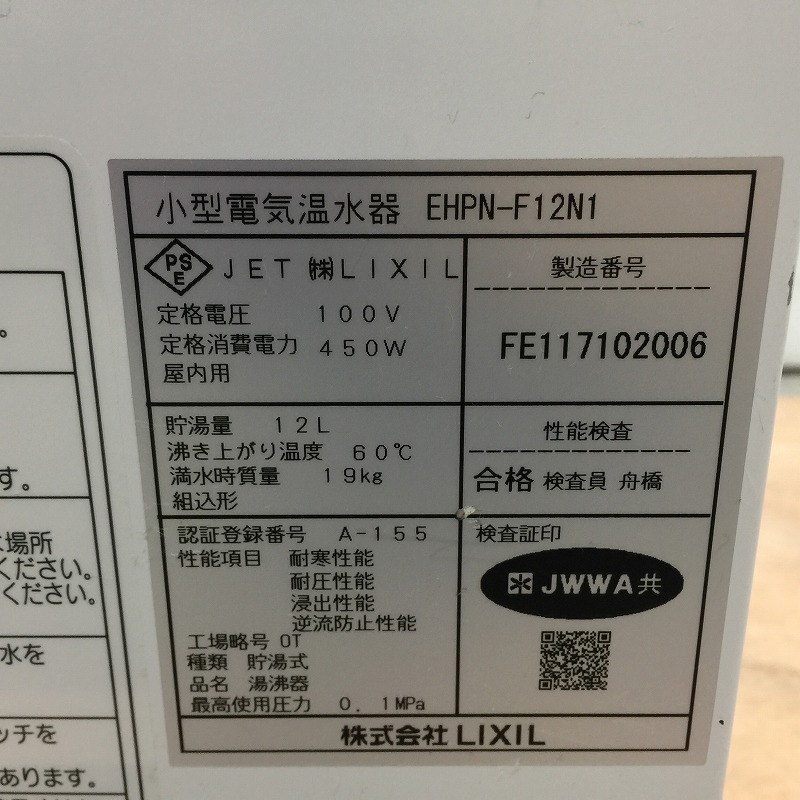 小型電気温水器 EHPN-F12N1
PS
E
JET ㈱LIXIL
定格電圧 100V
定格消費電力 450W
屋内用
製造番号
FE117102006
貯湯量 12L
沸き上がり温度 60℃
満水時質量 19kg
組込形
性能検査
合格 検査員 舟橋
認証登録番号 A-155
性能項目 耐寒性能
耐圧性能
浸出性能
逆流防止性能
工場略号 OT
種類 貯湯式
品名 湯沸器
最高使用圧力 0.1MPa
検査証印
JWWA共
株式会社LIXIL
。
す。
場所
ください。
ください。
水を
ッチを
あります。